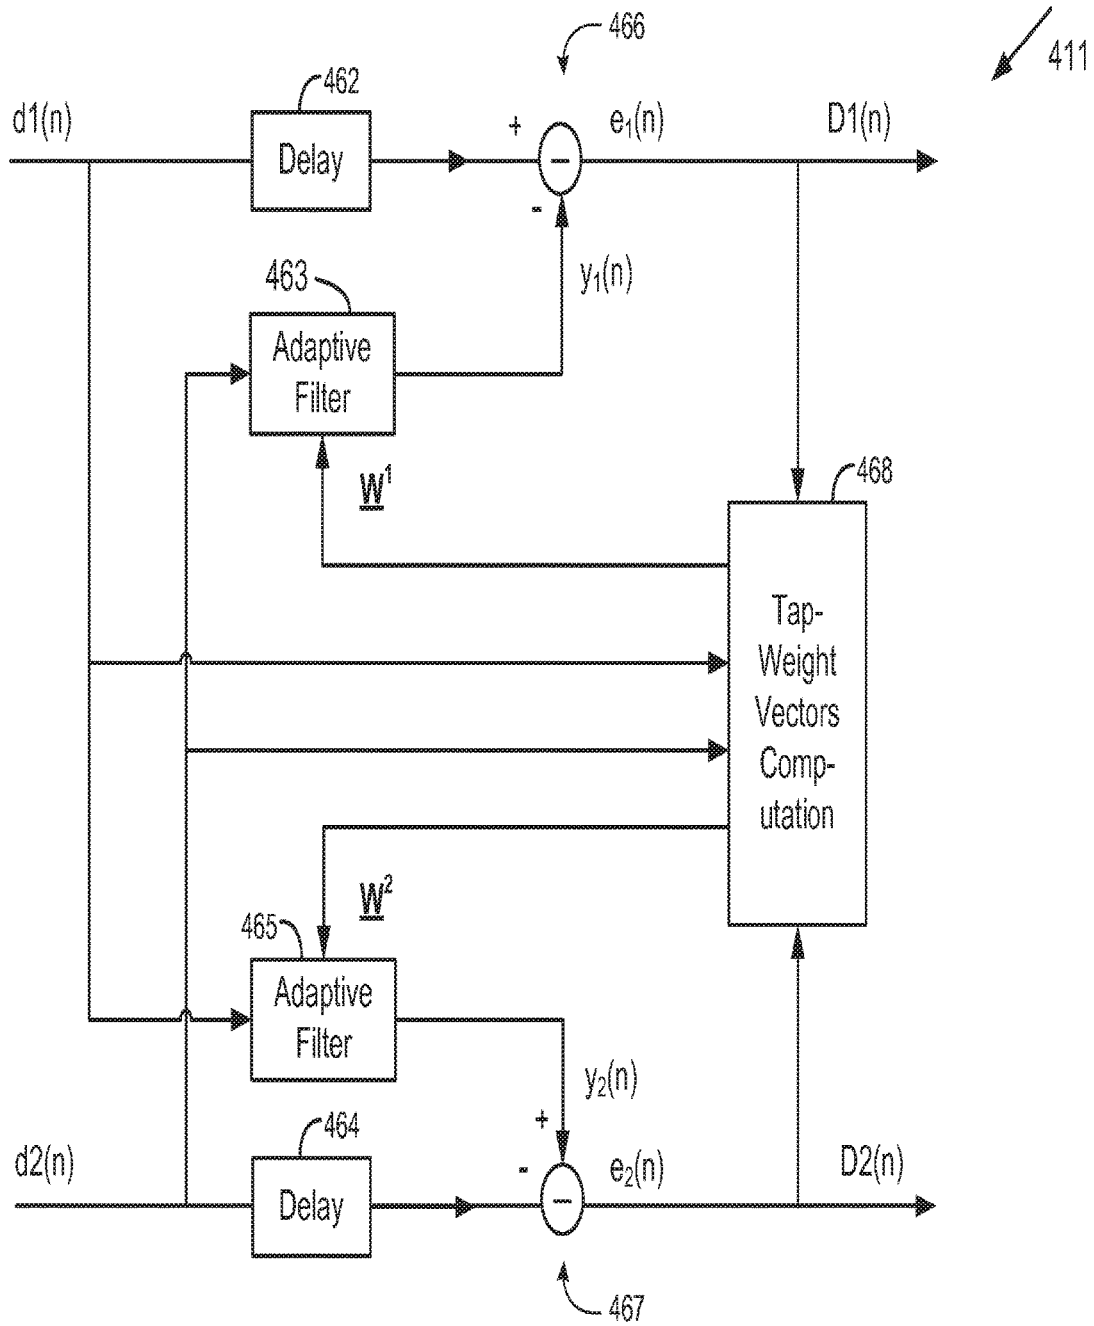 466
411
462
d1(n)
Delay
+
−
e₁(n)
D1(n)
-
463
y₁(n)
Adaptive
Filter
W¹
468
Tap-
Weight
Vectors
Comp-
utation
W²
465
Adaptive
Filter
y₂(n)
464
+
d2(n)
Delay
-
−
e₂(n)
D2(n)
467